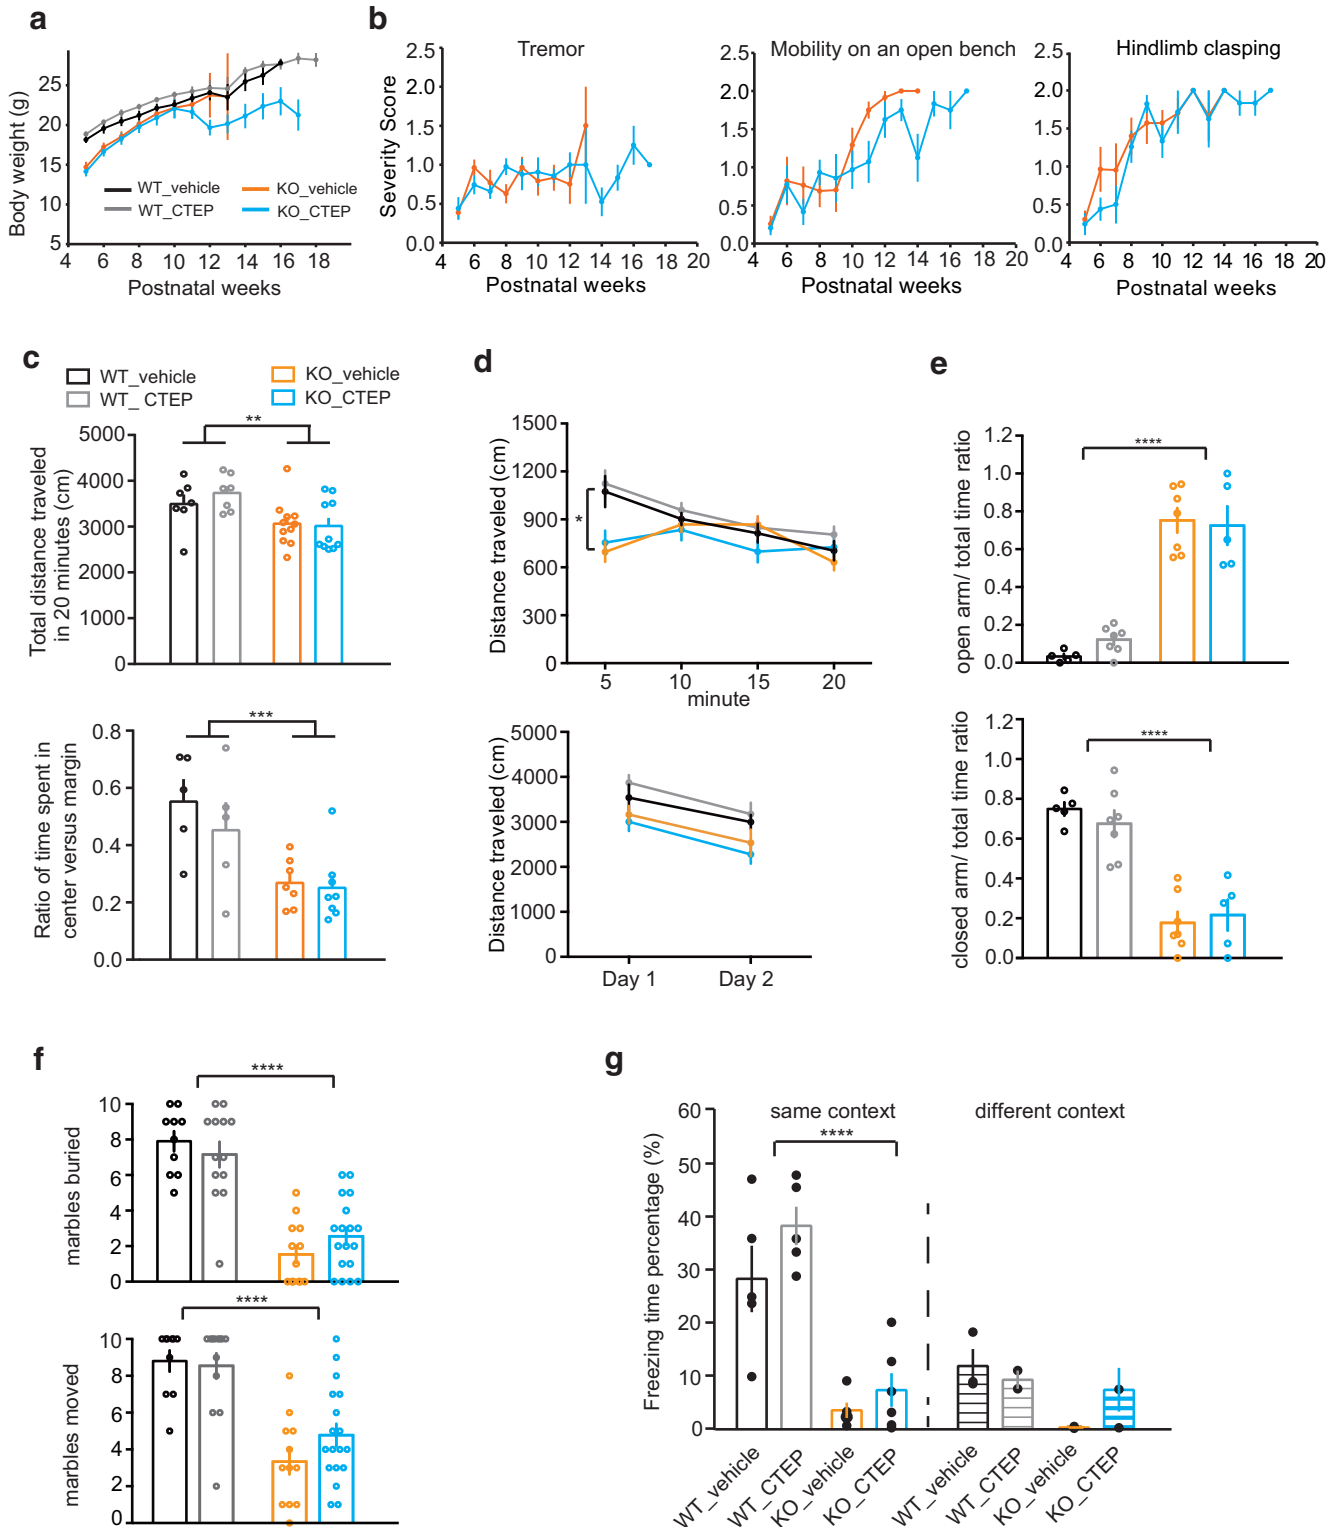 a
Body weight (g)
25
20
15
10
5
4 6 8 10 12 14 16 18
Postnatal weeks
WT_vehicle
KO_vehicle
WT_CTEP
KO_CTEP
b
Severity Score
Tremor
2.5
2.0
1.5
1.0
0.5
0.0
4 6 8 10 12 14 16 18 20
Postnatal weeks
Mobility on an open bench
2.5
2.0
1.5
1.0
0.5
0.0
4 6 8 10 12 14 16 18 20
Postnatal weeks
Hindlimb clasping
2.5
2.0
1.5
1.0
0.5
0.0
4 6 8 10 12 14 16 18 20
Postnatal weeks
c
WT_vehicle
KO_vehicle
WT_ CTEP
KO_CTEP
**
Total distance traveled
in 20 minutes (cm)
5000
4000
3000
2000
1000
0
***
Ratio of time spent in
center versus margin
0.8
0.6
0.4
0.2
0.0
d
Distance traveled (cm)
1500
1200
900
600
300
0
*
5 10 15 20
minute
Distance traveled (cm)
5000
4000
3000
2000
1000
0
Day 1 Day 2
e
****
open arm/ total time ratio
1.2
1.0
0.8
0.6
0.4
0.2
0.0
****
closed arm/ total time ratio
1.2
1.0
0.8
0.6
0.4
0.2
0.0
f
****
marbles buried
10
8
6
4
2
0
****
marbles moved
10
8
6
4
2
0
g
same context
different context
****
Freezing time percentage (%)
60
50
40
30
20
10
0
WT_vehicle
WT_CTEP
KO_vehicle
KO_CTEP
WT_vehicle
WT_CTEP
KO_vehicle
KO_CTEP